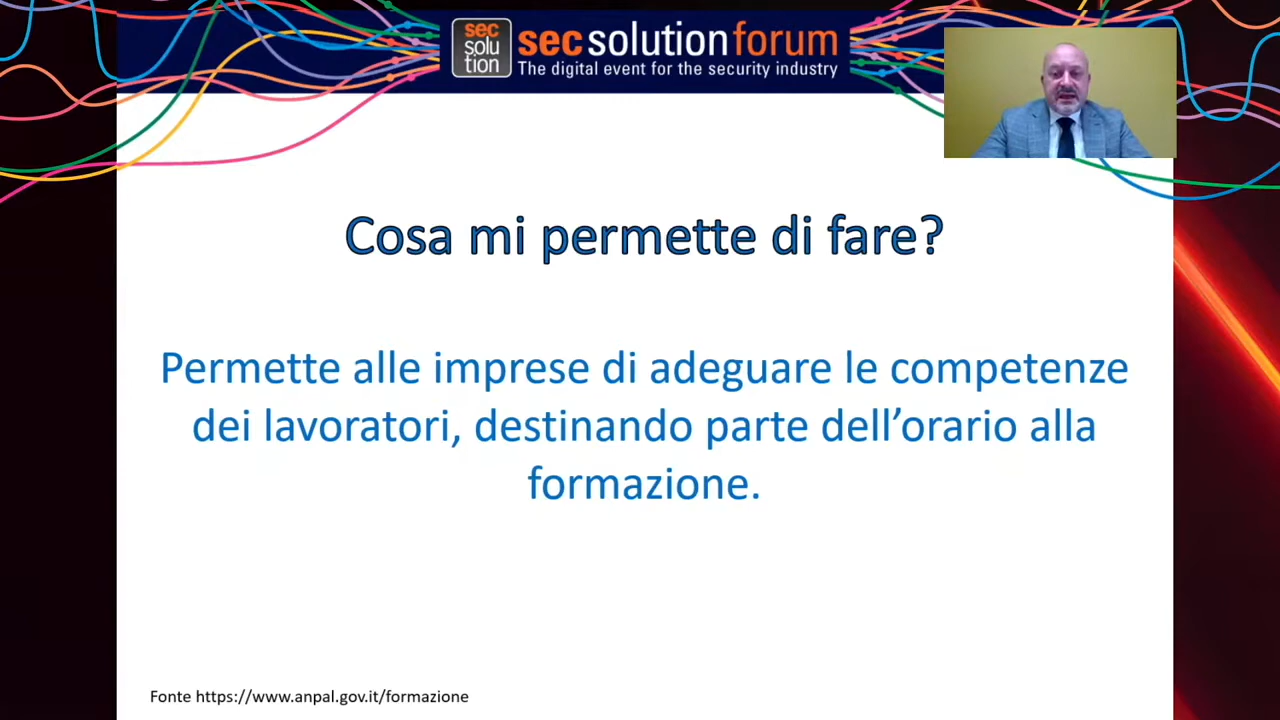 sec
solu
tion
secsolutionforum
The digital event for the security industry
Cosa mi permette di fare?
Permette alle imprese di adeguare le competenze
dei lavoratori, destinando parte dell’orario alla
formazione.
Fonte https://www.anpal.gov.it/formazione